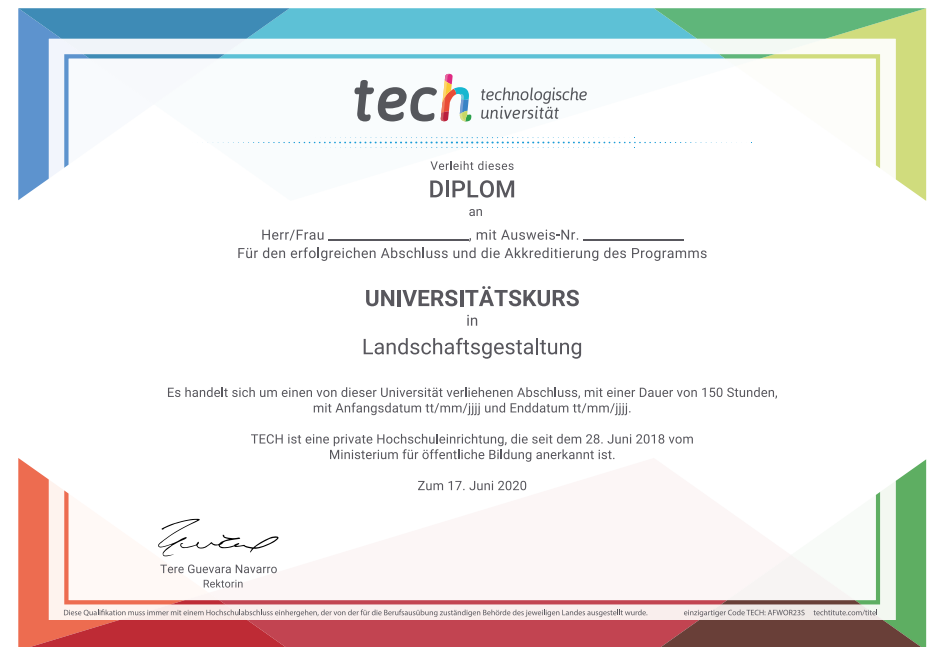 tech technologische
universität
Verleiht dieses
DIPLOM
an
Herr/Frau ____________, mit Ausweis-Nr. ____________
Für den erfolgreichen Abschluss und die Akkreditierung des Programms
UNIVERSITÄTSKURS
in
Landschaftsgestaltung
Es handelt sich um einen von dieser Universität verliehenen Abschluss, mit einer Dauer von 150 Stunden,
mit Anfangsdatum tt/mm/jjjj und Enddatum tt/mm/jjjj.
TECH ist eine private Hochschuleinrichtung, die seit dem 28. Juni 2018 vom
Ministerium für öffentliche Bildung anerkannt ist.
Zum 17. Juni 2020
Tere Guevara Navarro
Rektorin
Diese Qualifikation muss immer mit einem Hochschulabschluss einhergehen, der von der für die Berufsausübung zuständigen Behörde des jeweiligen Landes ausgestellt wurde. einzigartiger Code TECH: AFWOR23S techtitute.com/titel